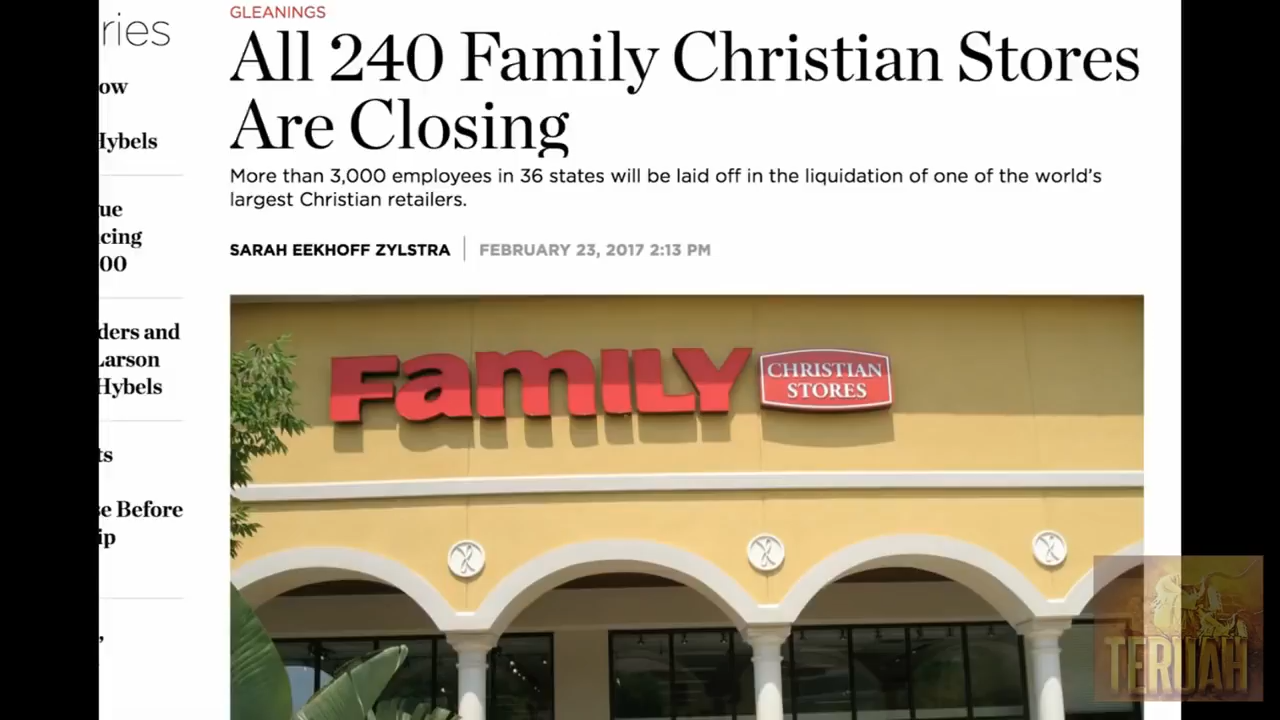 ries
GLEANINGS
All 240 Family Christian Stores
Are Closing
More than 3,000 employees in 36 states will be laid off in the liquidation of one of the world's
largest Christian retailers.
SARAH EEKHOFF ZYLSTRA
FEBRUARY 23, 2017 2:13 PM
ow
Hybels
ue
cing
00
ders and
Larson
Hybels
ts
se Before
ip
FamILY
CHRISTIAN
STORES
TERUAH